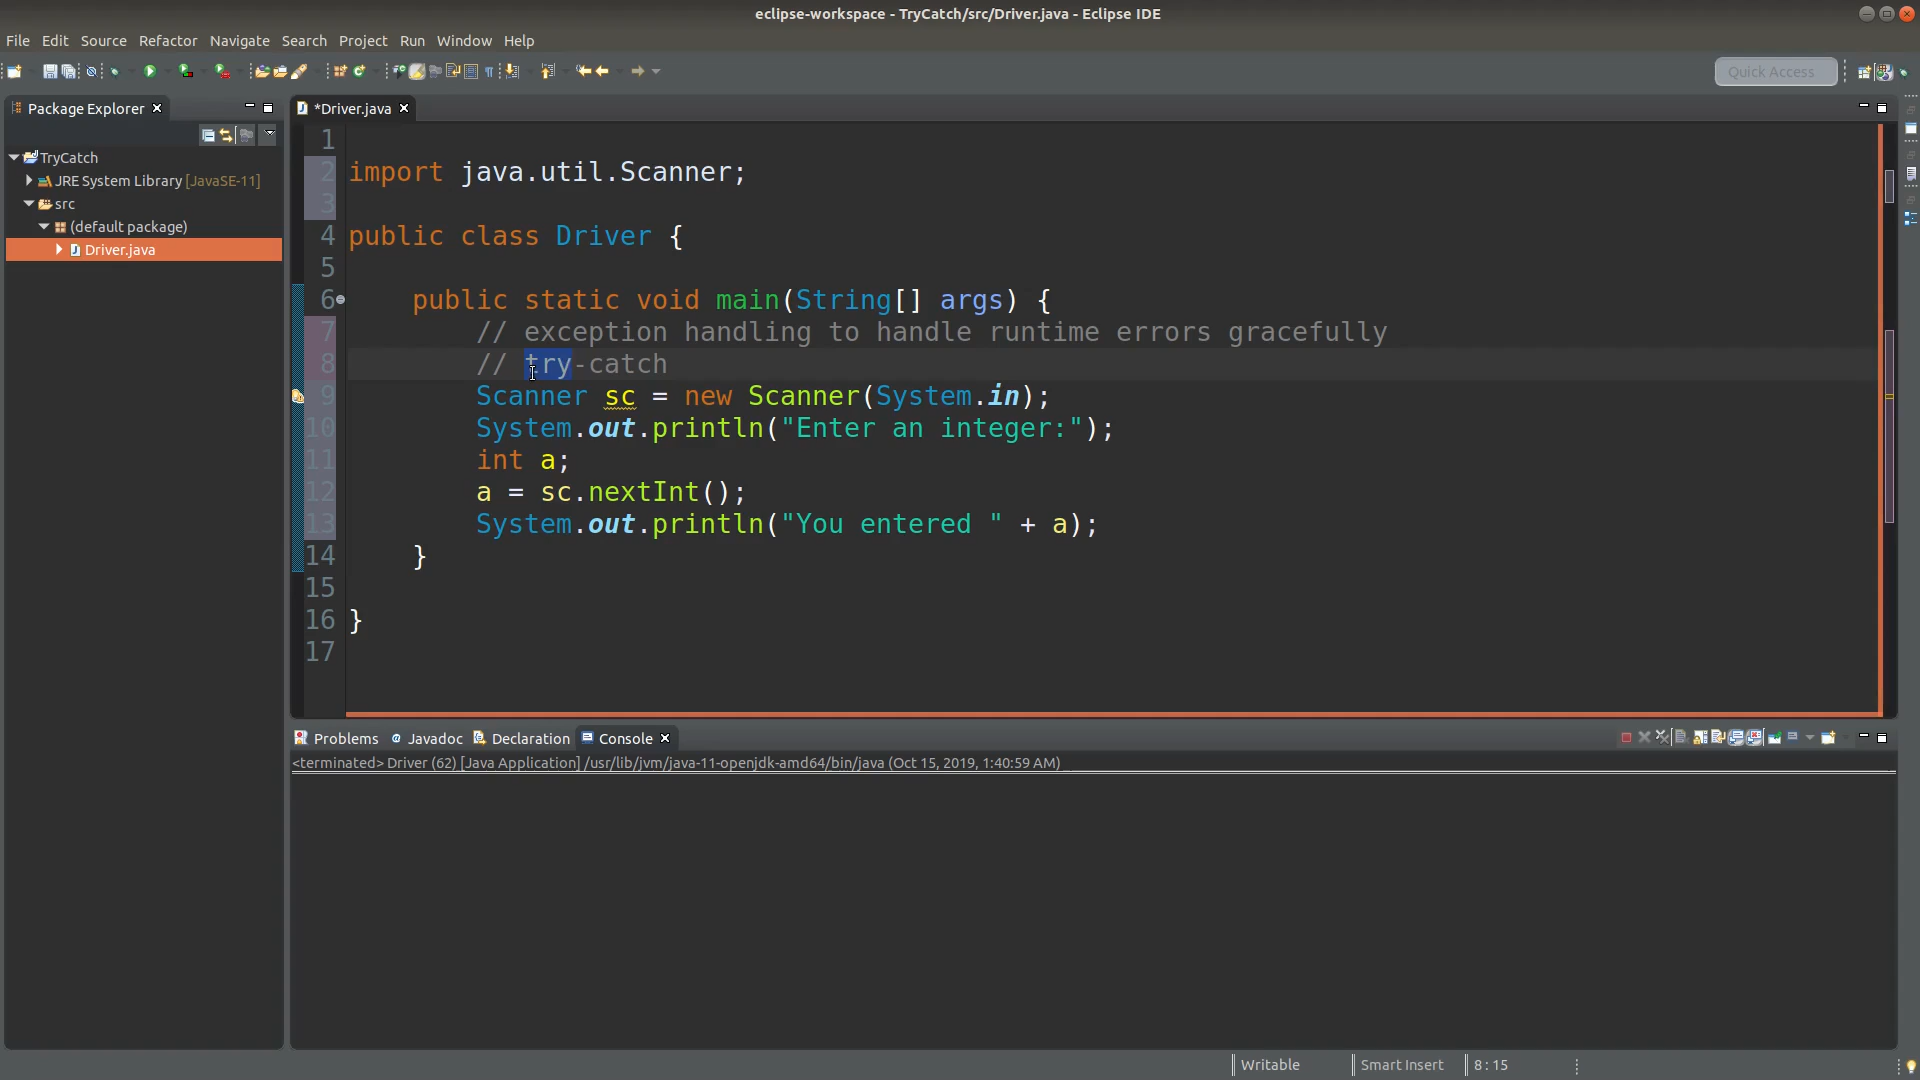 eclipse-workspace - TryCatch/src/Driver.java - Eclipse IDE
File Edit Source Refactor Navigate Search Project Run Window Help
Quick Access
Package Explorer
TryCatch
JRE System Library [JavaSE-11]
src
(default package)
Driver.java
*Driver.java
1
2 import java.util.Scanner;
3
4 public class Driver {
5
6 public static void main(String[] args) {
7 // exception handling to handle runtime errors gracefully
8 // try-catch
9 Scanner sc = new Scanner(System.in);
10 System.out.println("Enter an integer:");
11 int a;
12 a = sc.nextInt();
13 System.out.println("You entered " + a);
14 }
15
16 }
17
Problems Javadoc Declaration Console
<terminated> Driver (62) [Java Application] /usr/lib/jvm/java-11-openjdk-amd64/bin/java (Oct 15, 2019, 1:40:59 AM)
Writable Smart Insert 8 : 15